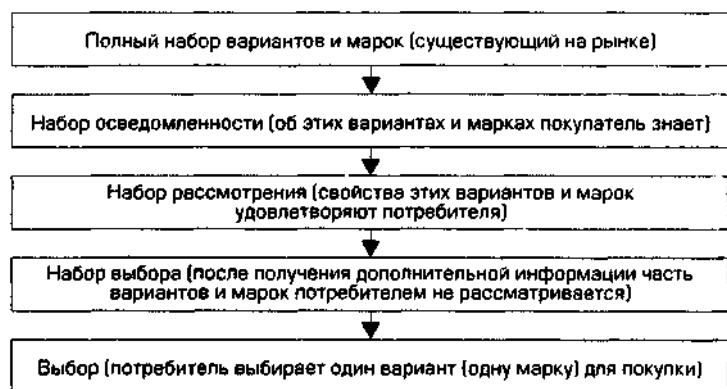 Полный набор вариантов и марок (существующий на рынке)
Набор осведомленности (об этих вариантах и марках покупатель знает)
Набор рассмотрения (свойства этих вариантов и марок
удовлетворяют потребителя)
Набор выбора (после получения дополнительной информации часть
вариантов и марок потребителем не рассматривается)
Выбор (потребитель выбирает один вариант (одну марку) для покупки)